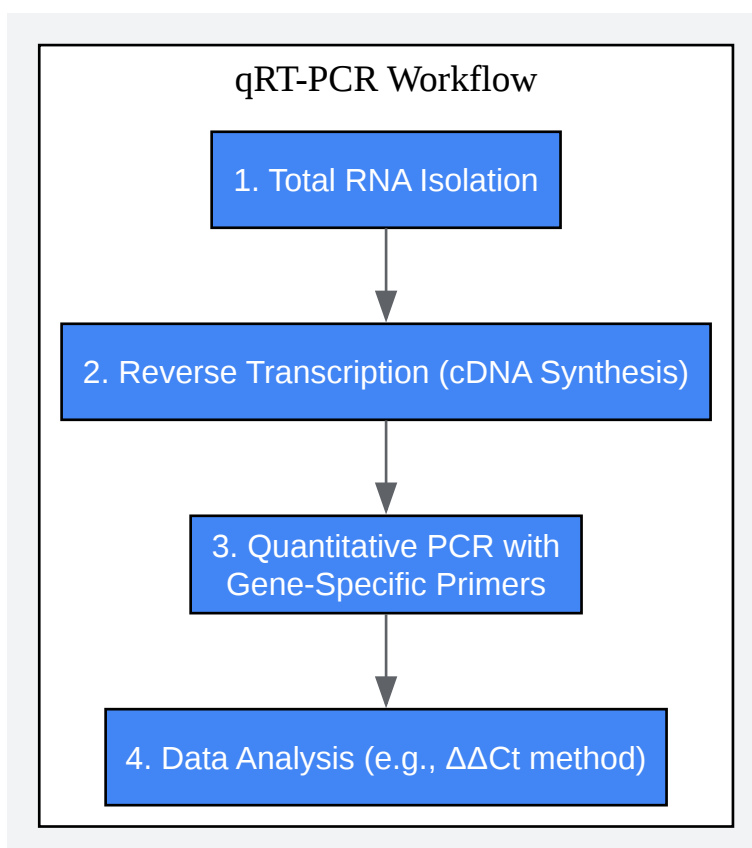 qRT-PCR Workflow
1. Total RNA Isolation
2. Reverse Transcription (cDNA Synthesis)
3. Quantitative PCR with
Gene-Specific Primers
4. Data Analysis (e.g., ΔΔCt method)